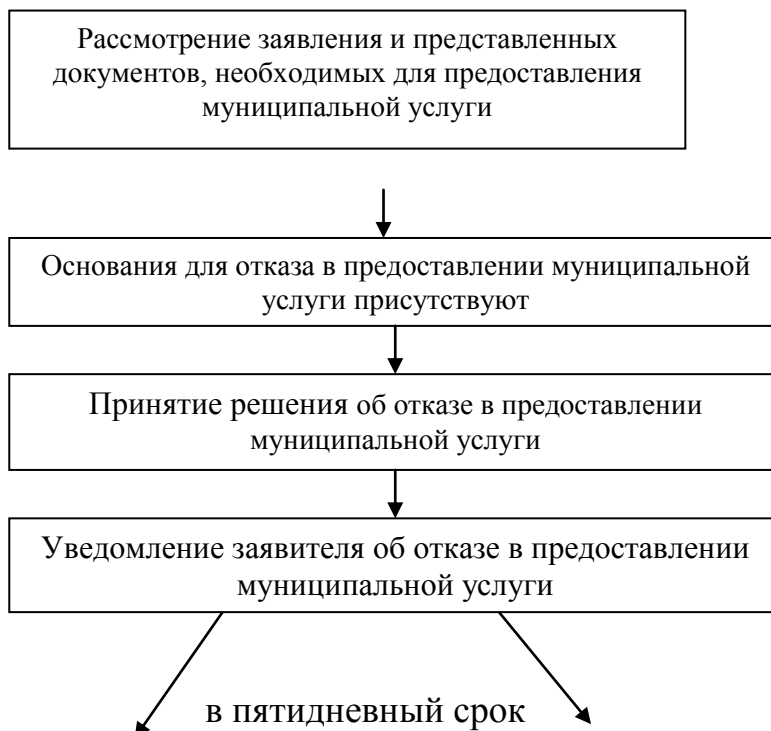 Рассмотрение заявления и представленных
документов, необходимых для предоставления
муниципальной услуги
Основания для отказа в предоставлении муниципальной
услуги присутствуют
Принятие решения об отказе в предоставлении
муниципальной услуги
Уведомление заявителя об отказе в предоставлении
муниципальной услуги
в пятидневный срок